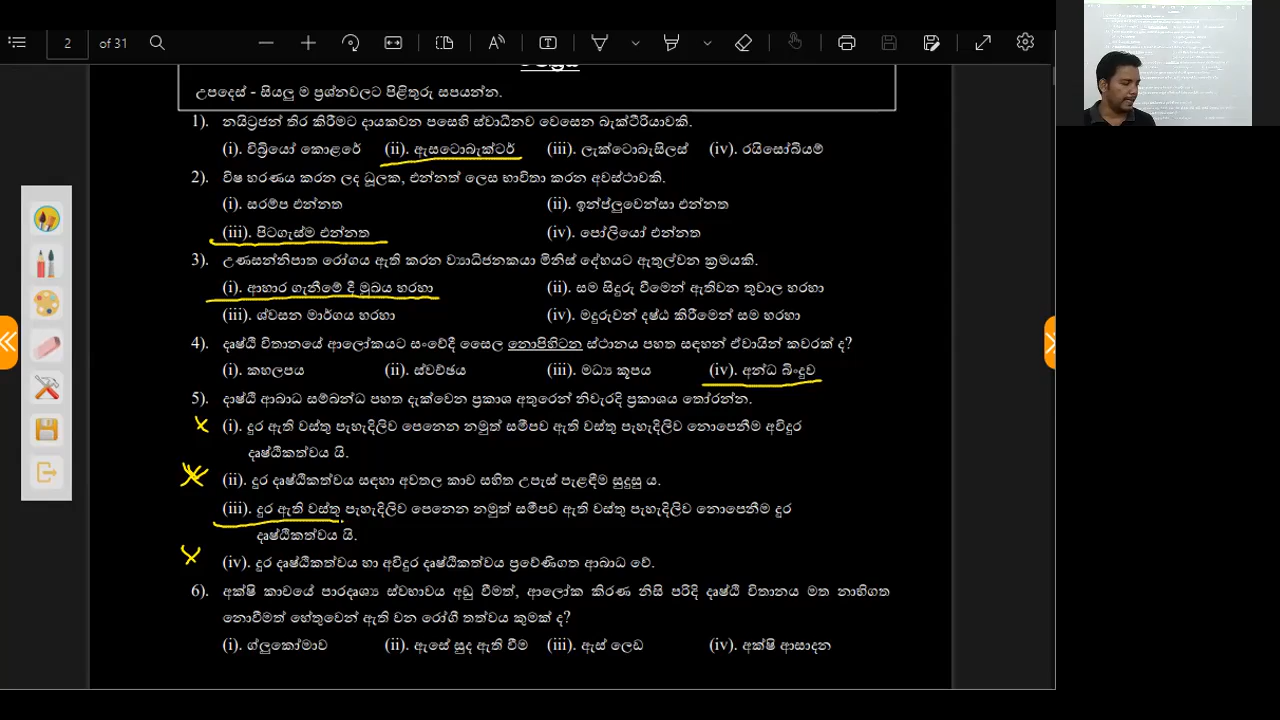 2 of 31
උපදෙස් - සියලු ම ප්‍රශ්නවලට පිළිතුරු සපයන්න.
1). නයිට්‍රජන් තිර කිරීමට දායක වන පසේ නිදැල්ලේ වෙසෙන බැක්ටීරියාවකි.
(i). විබ්‍රියෝ කොළරේ (ii). ඇසටොබැක්ටර් (iii). ලැක්ටොබැසිලස් (iv). රයිසෝබියම්
2). විෂ හරණය කරන ලද ධූලක, එන්නත් ලෙස භාවිතා කරන අවස්ථාවකි.
(i). සරම්ප එන්නත (ii). ඉන්ප්ලුවෙන්සා එන්නත
(iii). පිටගැස්ම එන්නත (iv). පෝලියෝ එන්නත
3). උණසන්නිපාත රෝගය ඇති කරන ව්‍යාධිජනකයා මිනිස් දේහයට ඇතුල්වන ක්‍රමයකි.
(i). ආහාර ගැනීමේ දී මුඛය හරහා (ii). සම සිදුරු වීමෙන් ඇතිවන තුවාල හරහා
(iii). ශ්වසන මාර්ගය හරහා (iv). මදුරුවන් දෂ්ඨ කිරීමෙන් සම හරහා
4). දෘෂ්ඨි විතානයේ ආලෝකයට සංවේදී සෛල නොපිහිටන ස්ථානය පහත සඳහන් ඒවායින් කවරක් ද?
(i). කහලපය (ii). ස්වච්ඡය (iii). මධ්‍ය කූපය (iv). අන්ධ බිංදුව
5). දෘෂ්ඨි ආබාධ සම්බන්ධ පහත දැක්වෙන ප්‍රකාශ අතුරෙන් නිවැරදි ප්‍රකාශය තෝරන්න.
(i). දුර ඇති වස්තු පැහැදිලිව පෙනෙන නමුත් සමීපව ඇති වස්තු පැහැදිලිව නොපෙනීම අවිදුර
දෘෂ්ඨිකත්වය යි.
(ii). දුර දෘෂ්ඨිකත්වය සඳහා අවතල කාච සහිත උපැස් පැළඳීම සුදුසු ය.
(iii). දුර ඇති වස්තු පැහැදිලිව පෙනෙන නමුත් සමීපව ඇති වස්තු පැහැදිලිව නොපෙනීම දුර
දෘෂ්ඨිකත්වය යි.
(iv). දුර දෘෂ්ඨිකත්වය හා අවිදුර දෘෂ්ඨිකත්වය ප්‍රවේණිගත ආබාධ වේ.
6). අක්ෂි කාචයේ පාරදෘශ්‍ය ස්වභාවය අඩු වීමත්, ආලෝක කිරණ නිසි පරිදි දෘෂ්ඨි විතානය මත නාභිගත
නොවීමත් හේතුවෙන් ඇති වන රෝගී තත්වය කුමක් ද?
(i). ග්ලුකෝමාව (ii). ඇසේ සුද ඇති වීම (iii). ඇස් ලෙඩ (iv). අක්ෂි ආසාදන